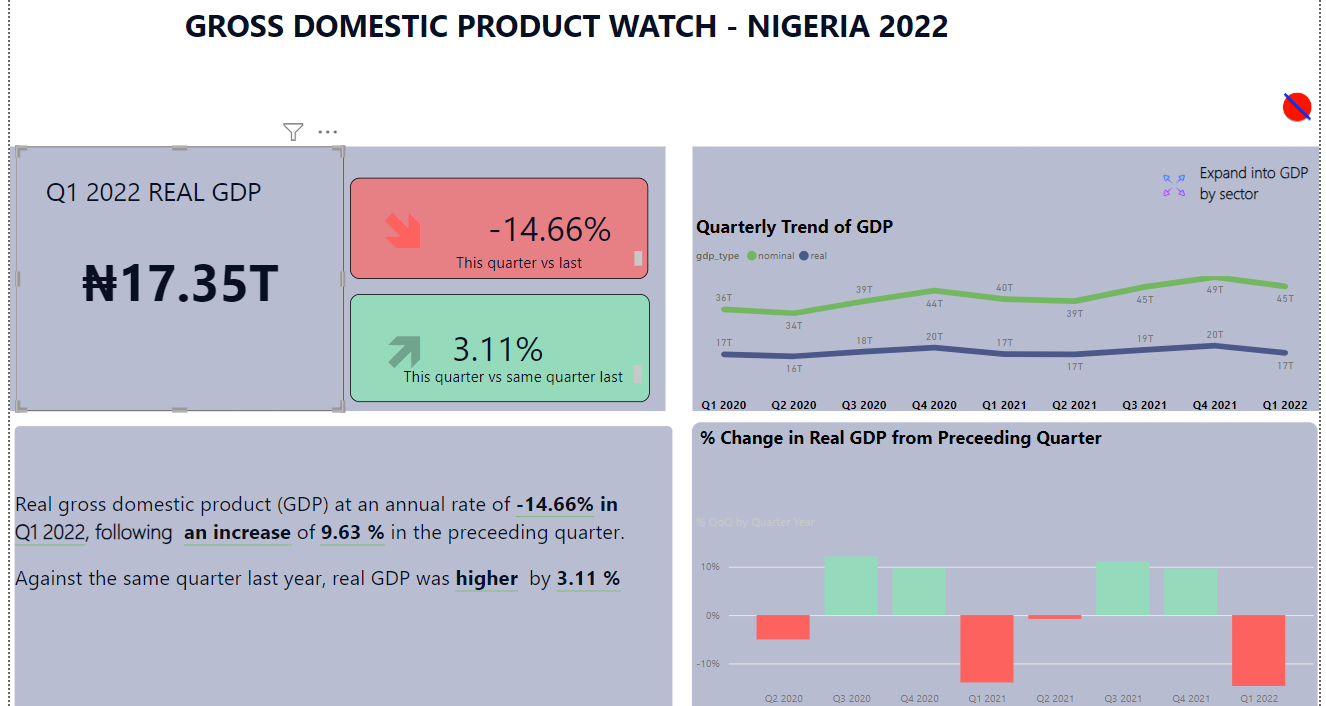 GROSS DOMESTIC PRODUCT WATCH - NIGERIA 2022
Q1 2022 REAL GDP
₦17.35T
-14.66%
This quarter vs last
3.11%
This quarter vs same quarter last
Expand into GDP
by sector
Quarterly Trend of GDP
gdp_type nominal real
36T 34T 39T 44T 40T 39T 45T 49T 45T
17T 16T 18T 20T 17T 17T 19T 20T 17T
Q1 2020 Q2 2020 Q3 2020 Q4 2020 Q1 2021 Q2 2021 Q3 2021 Q4 2021 Q1 2022
Real gross domestic product (GDP) at an annual rate of -14.66% in
Q1 2022, following an increase of 9.63 % in the preceeding quarter.
Against the same quarter last year, real GDP was higher by 3.11 %
% Change in Real GDP from Preceeding Quarter
% QoQ by Quarter Year
10%
0%
-10%
Q2 2020 Q3 2020 Q4 2020 Q1 2021 Q2 2021 Q3 2021 Q4 2021 Q1 2022